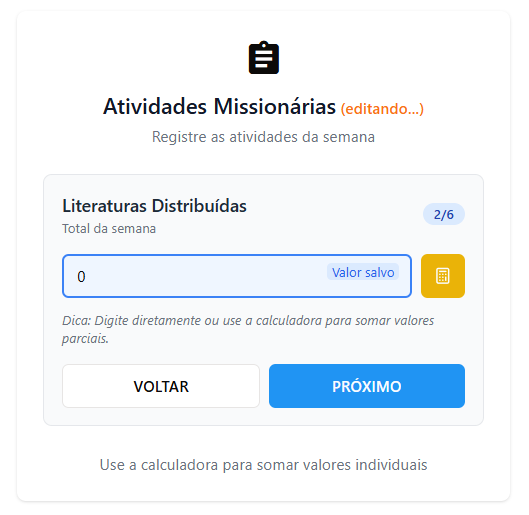 Atividades Missionárias (editando...)
Registre as atividades da semana
Literaturas Distribuídas
Total da semana
2/6
0
Valor salvo
Dica: Digite diretamente ou use a calculadora para somar valores
parciais.
VOLTAR
PRÓXIMO
Use a calculadora para somar valores individuais